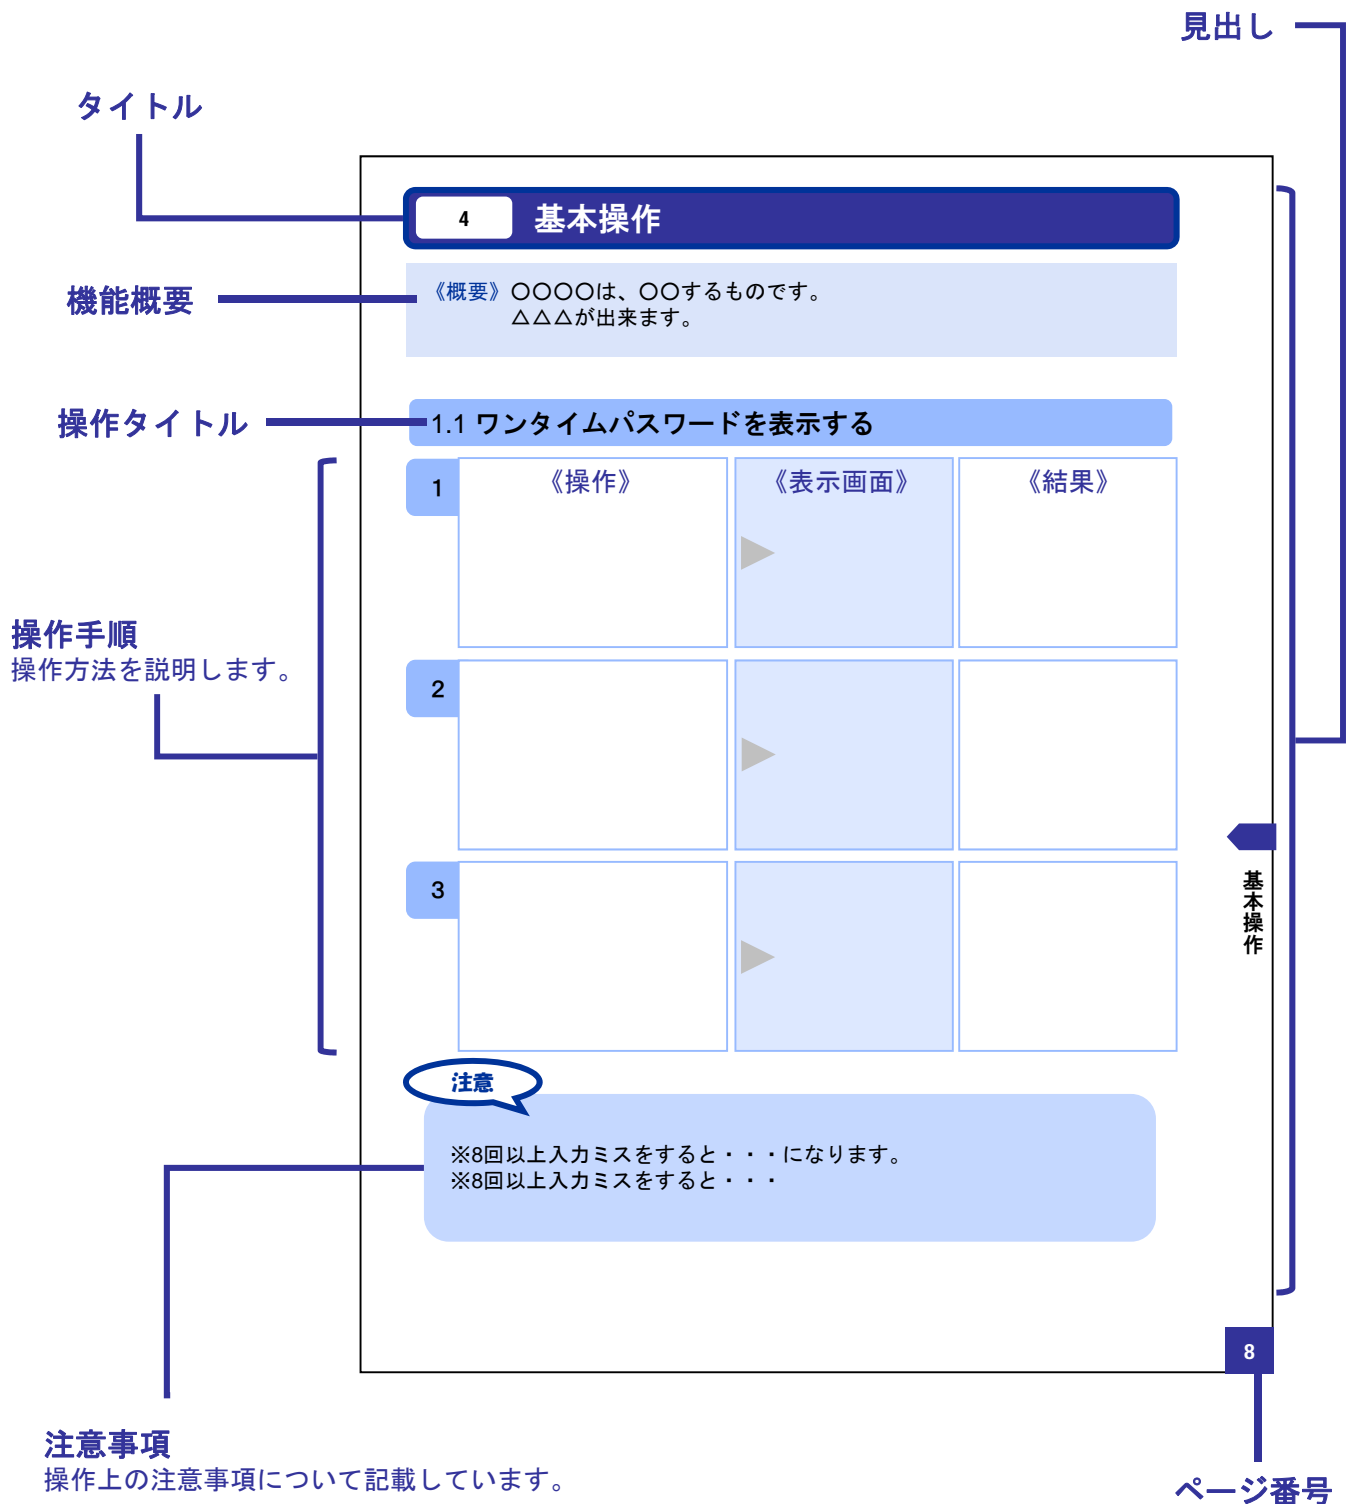 見出し
タイトル
4 基本操作
機能概要
《概要》〇〇〇〇は、〇〇するものです。
△△△が出来ます。
操作タイトル
1.1 ワンタイムパスワードを表示する
1 《操作》 《表示画面》 《結果》
操作手順
操作方法を説明します。
2
3
基本操作
注意
※8回以上入力ミスをすると・・・になります。
※8回以上入力ミスをすると・・・
8
注意事項
操作上の注意事項について記載しています。
ページ番号